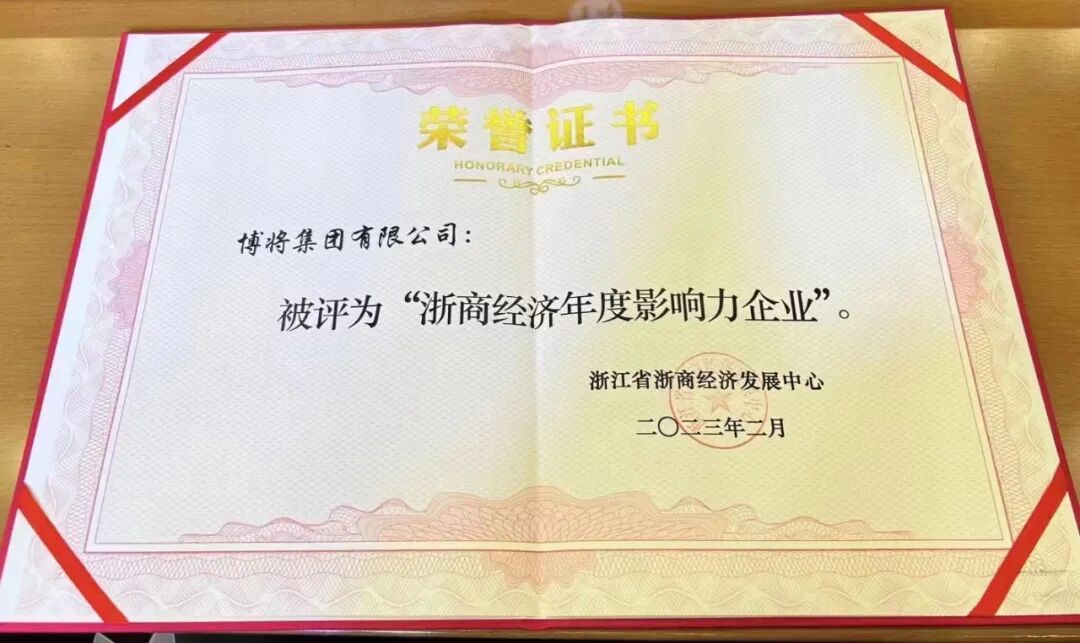 荣誉证书
HONORARY CREDENTIAL
博将集团有限公司：
被评为“浙商经济年度影响力企业”。
浙江省浙商经济发展中心
二〇二三年二月